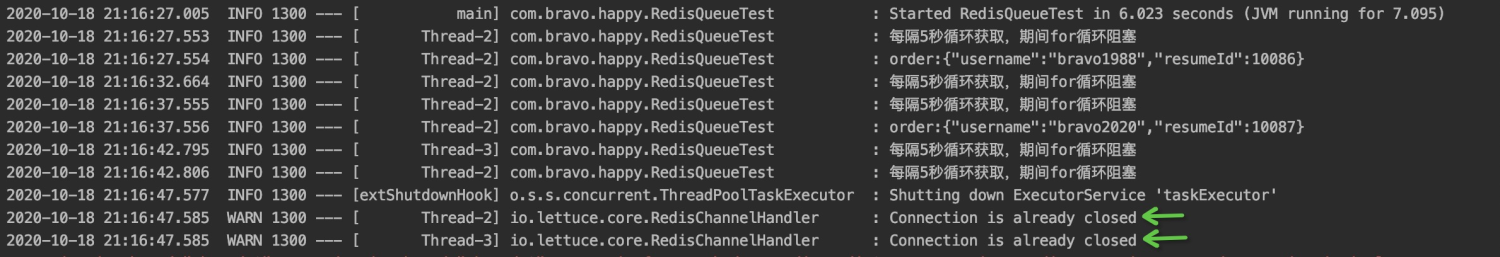 2020-10-18 21:16:27.005  INFO 1300 --- [           main] com.bravo.happy.RedisQueueTest           : Started RedisQueueTest in 6.023 seconds (JVM running for 7.095)
2020-10-18 21:16:27.553  INFO 1300 --- [       Thread-2] com.bravo.happy.RedisQueueTest           : 每隔5秒循环获取，期间for循环阻塞
2020-10-18 21:16:27.554  INFO 1300 --- [       Thread-2] com.bravo.happy.RedisQueueTest           : order:{"username":"bravo1988","resumeId":10086}
2020-10-18 21:16:32.664  INFO 1300 --- [       Thread-2] com.bravo.happy.RedisQueueTest           : 每隔5秒循环获取，期间for循环阻塞
2020-10-18 21:16:37.555  INFO 1300 --- [       Thread-2] com.bravo.happy.RedisQueueTest           : 每隔5秒循环获取，期间for循环阻塞
2020-10-18 21:16:37.556  INFO 1300 --- [       Thread-2] com.bravo.happy.RedisQueueTest           : order:{"username":"bravo2020","resumeId":10087}
2020-10-18 21:16:42.795  INFO 1300 --- [       Thread-3] com.bravo.happy.RedisQueueTest           : 每隔5秒循环获取，期间for循环阻塞
2020-10-18 21:16:42.806  INFO 1300 --- [       Thread-2] com.bravo.happy.RedisQueueTest           : 每隔5秒循环获取，期间for循环阻塞
2020-10-18 21:16:47.577  INFO 1300 --- [extShutdownHook] o.s.s.concurrent.ThreadPoolTaskExecutor  : Shutting down ExecutorService 'taskExecutor'
2020-10-18 21:16:47.585  WARN 1300 --- [       Thread-2] io.lettuce.core.RedisChannelHandler      : Connection is already closed
2020-10-18 21:16:47.585  WARN 1300 --- [       Thread-3] io.lettuce.core.RedisChannelHandler      : Connection is already closed